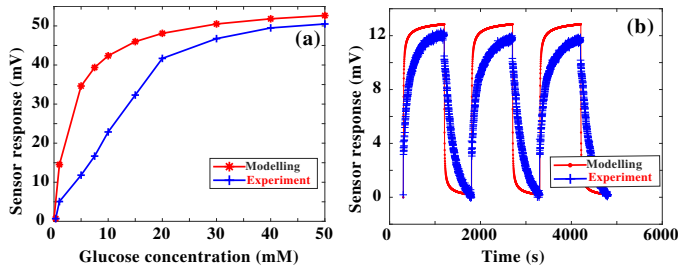 60
50
40
30
20
10
0
0
10
20
30
40
50
Sensor response (mV)
Glucose concentration (mM)
(a)
Modelling
Experiment
12
8
4
0
0
2000
4000
6000
Sensor response (mV)
Time (s)
(b)
Modelling
Experiment